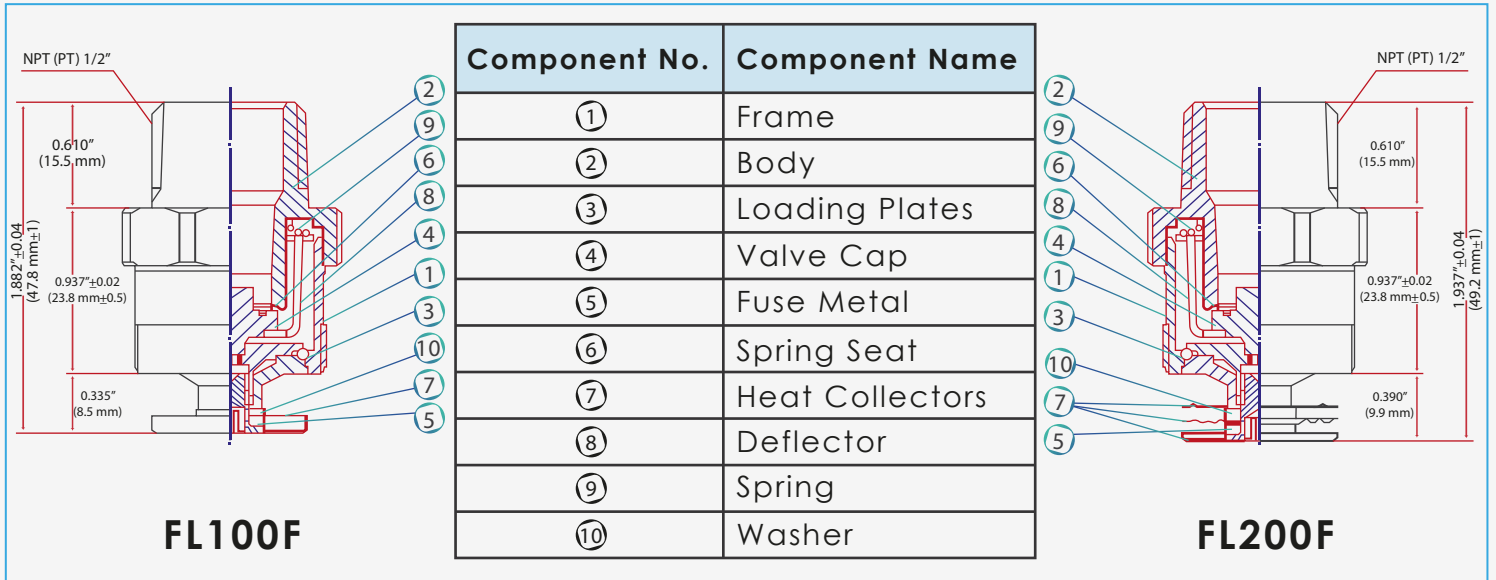 NPT (PT) 1/2"
0.610"
(15.5 mm)
1.882"±0.04
(47.8 mm±1)
0.937"±0.02
(23.8 mm±0.5)
0.335"
(8.5 mm)
2
9
6
8
4
1
3
10
7
5
FL100F
Component No. Component Name
1 Frame
2 Body
3 Loading Plates
4 Valve Cap
5 Fuse Metal
6 Spring Seat
7 Heat Collectors
8 Deflector
9 Spring
10 Washer
2
9
6
8
4
1
3
10
7
5
NPT (PT) 1/2"
0.610"
(15.5 mm)
0.937"±0.02
(23.8 mm±0.5)
1.937"±0.04
(49.2 mm±1)
0.390"
(9.9 mm)
FL200F